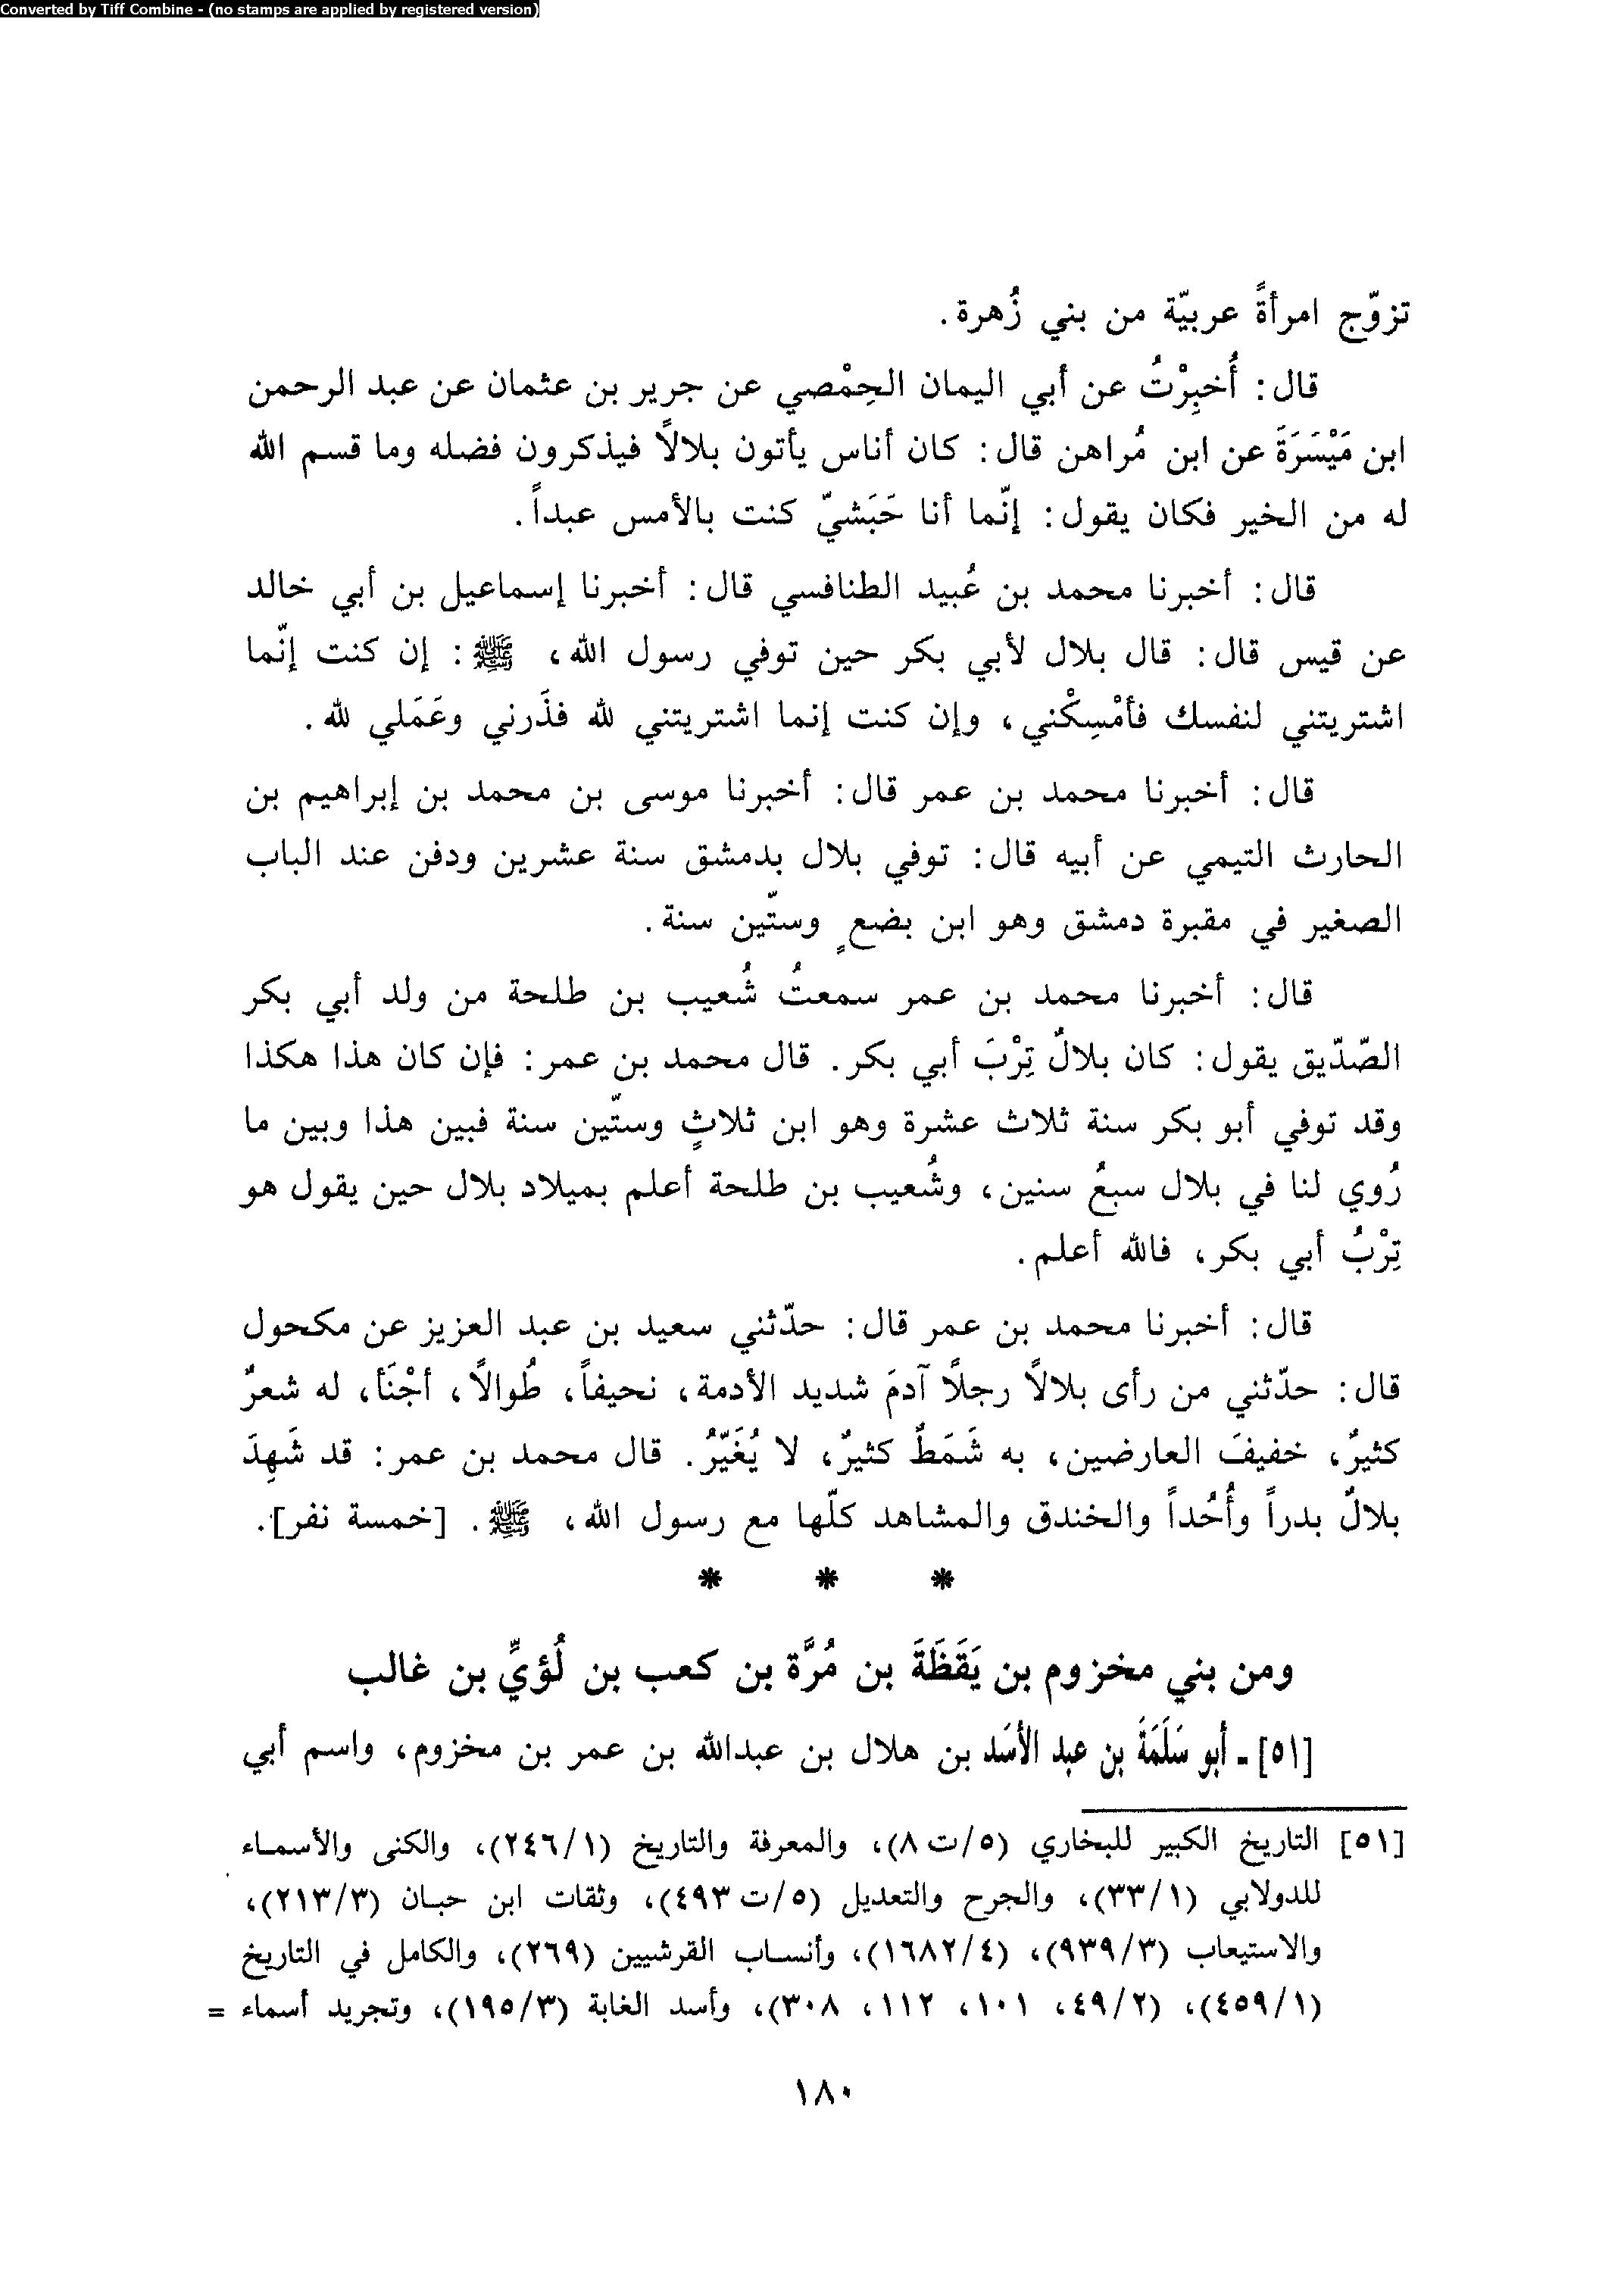 Converted by Tiff Combine - (no stamps are applied by registered version)
تزوّج امرأةً عربيّة من بني زُهرة.
قال: أُخبِرْتُ عن أبي اليمان الحِمْصي عن جرير بن عثمان عن عبد الرحمن
ابن مَيْسَرَةَ عن ابن مُراهن قال: كان أناس يأتون بلالاً فيذكرون فضله وما قسم الله
له من الخير فكان يقول: إنّما أنا حَبَشيّ كنت بالأمس عبداً.
قال: أخبرنا محمد بن عُبيد الطنافسي قال: أخبرنا إسماعيل بن أبي خالد
عن قيس قال: قال بلال لأبي بكر حين توفي رسول الله، ﷺ: إن كنت إنّما
اشتريتني لنفسك فأمْسِكْني، وإن كنت إنما اشتريتني لله فذَرني وعَمَلي لله.
قال: أخبرنا محمد بن عمر قال: أخبرنا موسى بن محمد بن إبراهيم بن
الحارث التيمي عن أبيه قال: توفي بلال بدمشق سنة عشرين ودفن عند الباب
الصغير في مقبرة دمشق وهو ابن بضعٍ وستّين سنة.
قال: أخبرنا محمد بن عمر سمعتُ شُعيب بن طلحة من ولد أبي بكر
الصّدّيق يقول: كان بلالٌ تِرْبَ أبي بكر. قال محمد بن عمر: فإن كان هذا هكذا
وقد توفي أبو بكر سنة ثلاث عشرة وهو ابن ثلاثٍ وستّين سنة فبين هذا وبين ما
رُوي لنا في بلال سبعُ سنين، وشُعيب بن طلحة أعلم بميلاد بلال حين يقول هو
تِرْبُ أبي بكر، فالله أعلم.
قال: أخبرنا محمد بن عمر قال: حدّثني سعيد بن عبد العزيز عن مكحول
قال: حدّثني من رأى بلالاً رجلاً آدمَ شديد الأدمة، نحيفاً، طُوالاً، أجْنَأ، له شعرٌ
كثيرٌ، خفيفَ العارضين، به شَمَطٌ كثيرٌ، لا يُغَيّرُ. قال محمد بن عمر: قد شَهِدَ
بلالٌ بدراً وأُحُداً والخندق والمشاهد كلّها مع رسول الله، ﷺ. [خمسة نفر].
* * *
ومن بني مخزوم بن يَقَظَةَ بن مُرَّة بن كعب بن لُؤيِّ بن غالب
[٥١] ـ أبو سَلَمَةَ بن عبد الأسَد بن هلال بن عبدالله بن عمر بن مخزوم، واسم أبي
[٥١] التاريخ الكبير للبخاري (٥/ت ٨)، والمعرفة والتاريخ (٢٤٦/١)، والكنى والأسماء
للدولابي (٣٣/١)، والجرح والتعديل (٥/ت ٤٩٣)، وثقات ابن حبان (٢١٣/٣)،
والاستيعاب (٩٣٩/٣)، (١٦٨٢/٤)، وأنساب القرشيين (٢٦٩)، والكامل في التاريخ
(٤٥٩/١)، (٤٩/٢، ١٠١، ١١٢، ٣٠٨)، وأسد الغابة (١٩٥/٣)، وتجريد أسماء =
١٨٠